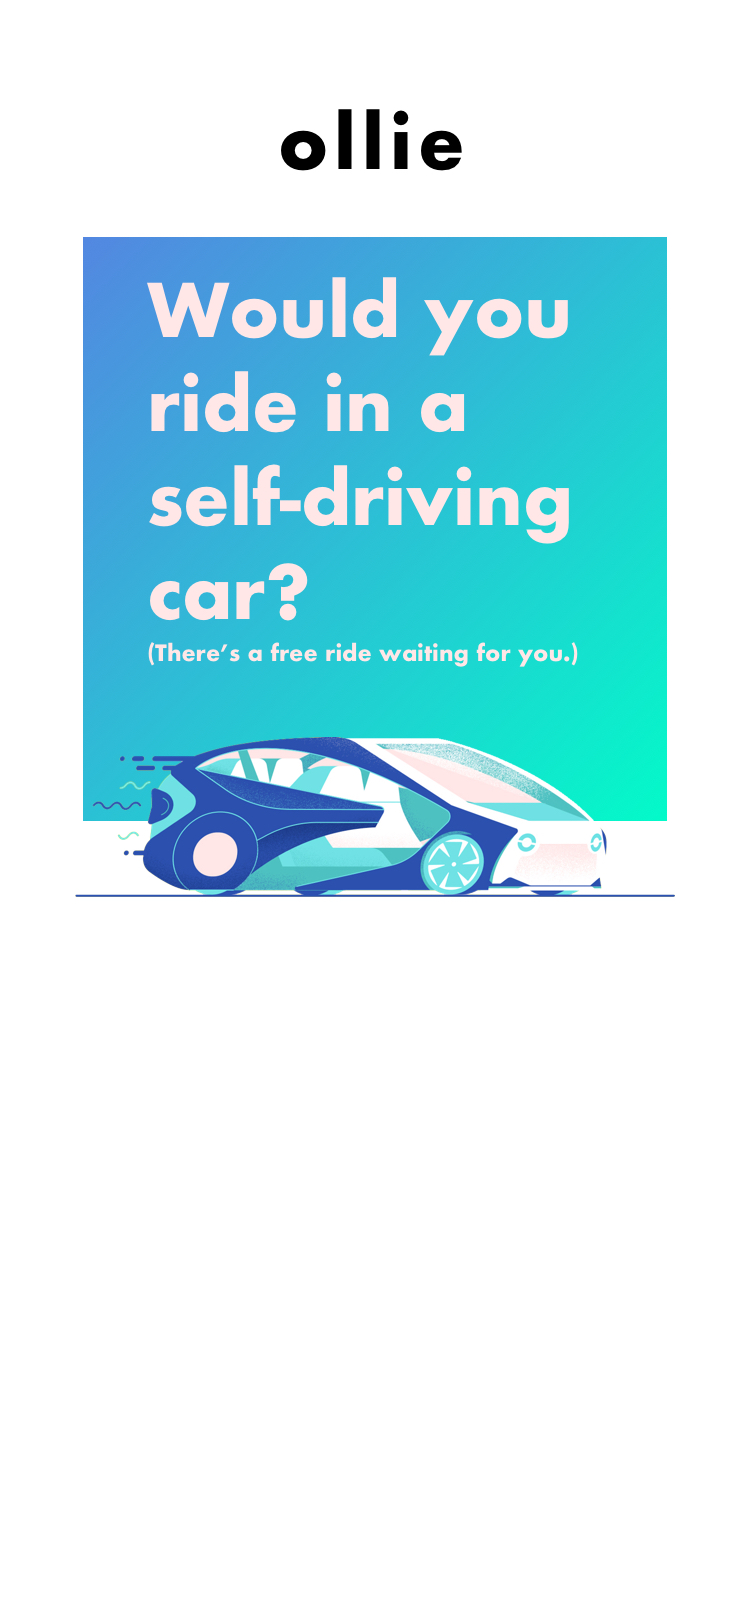 ollie
Would you
ride in a
self-driving
car?
(There’s a free ride waiting for you.)